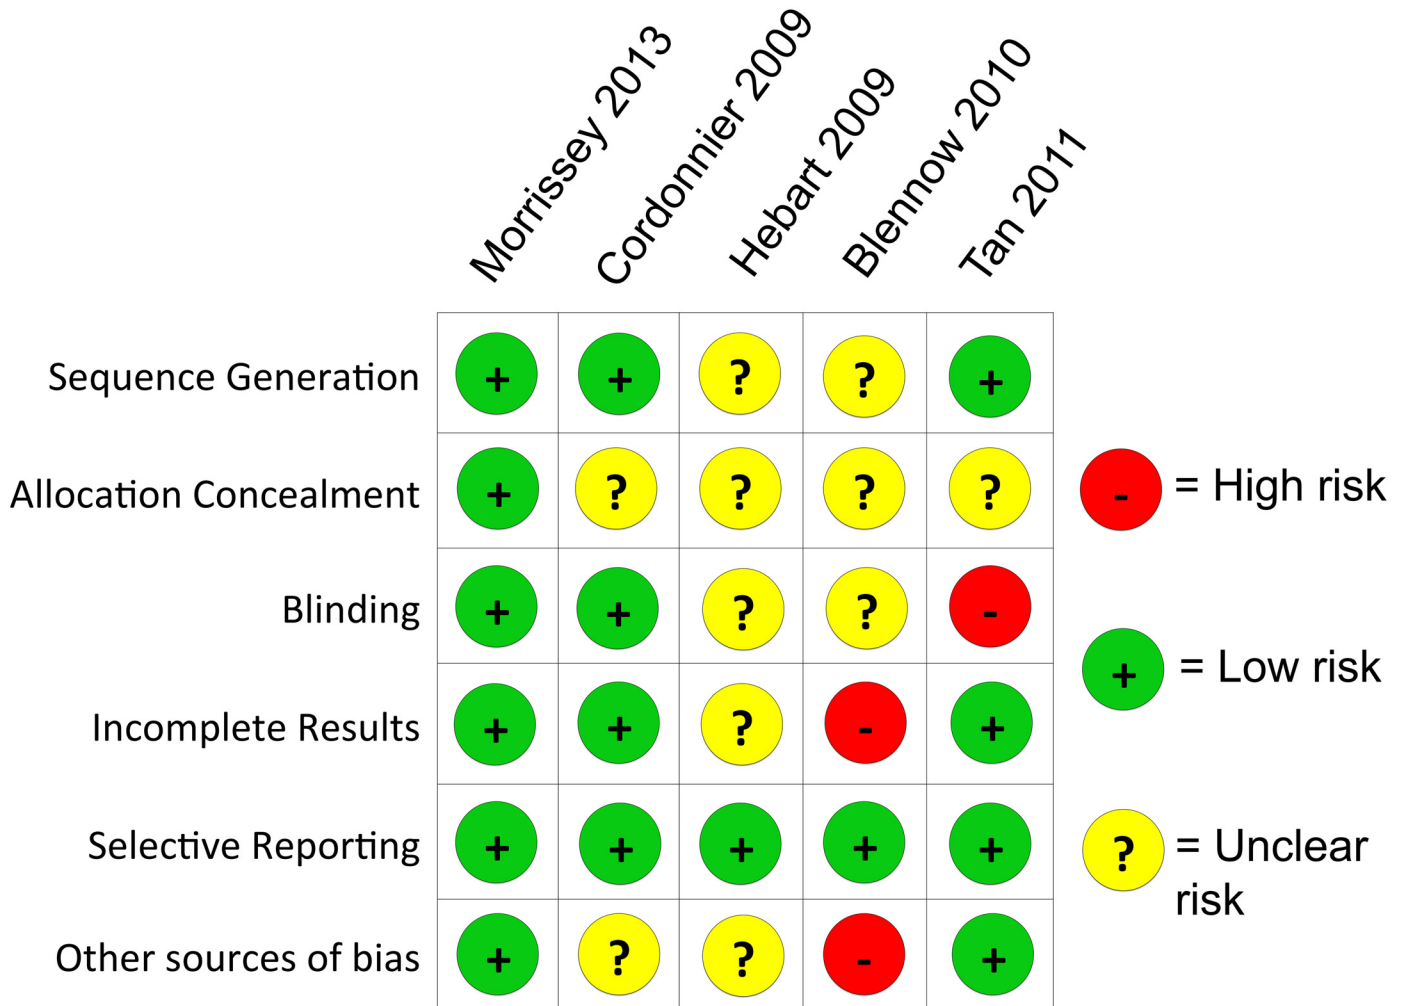 Morrissey 2013
Cordonnier 2009
Hebart 2009
Blennow 2010
Tan 2011
Sequence Generation + + ? ? +
Allocation Concealment + ? ? ? ?
Blinding + + ? ? -
Incomplete Results + + ? - +
Selective Reporting + + + + +
Other sources of bias + ? ? - +
- = High risk
+ = Low risk
? = Unclear
risk